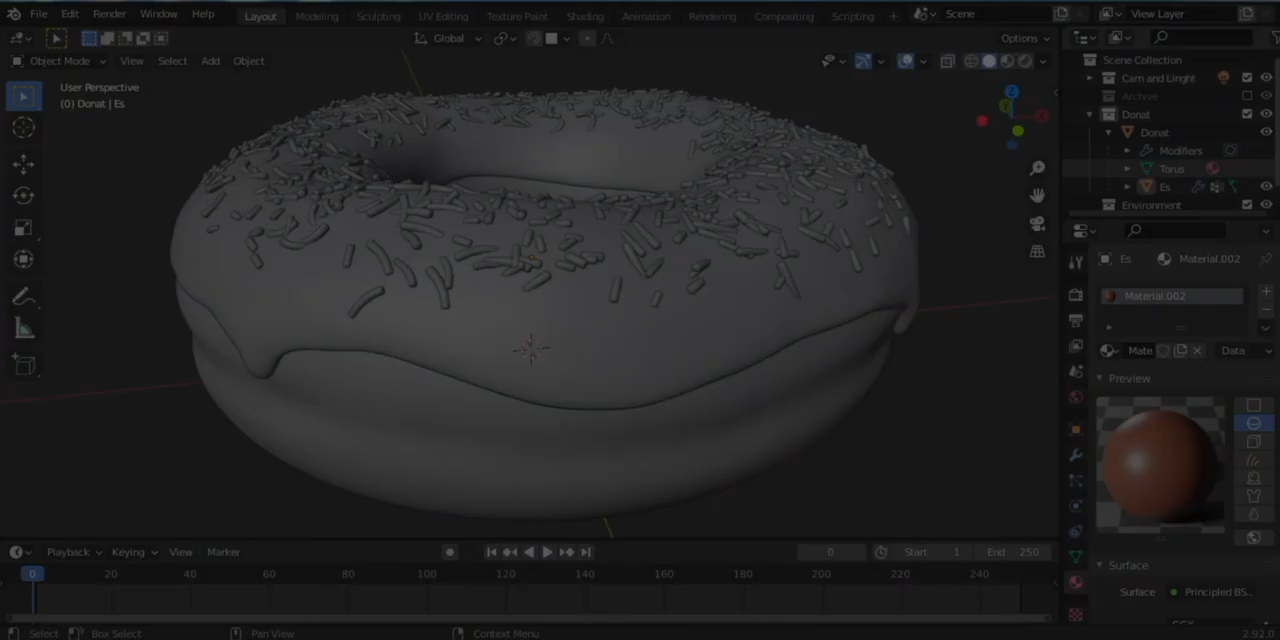 File Edit Render Window Help Layout Modeling Sculpting UV Editing Texture Paint Shading Animation Rendering Compositing Scripting + Scene View Layer
Global Options
Object Mode View Select Add Object
User Perspective
(0) Donat | Es
Z
Y
X
Scene Collection
Cam and Linght
Archive
Donat
Donat
Modifiers
Torus
Es
Environment
Es Material.002
Material.002
Mate Data
Preview
Surface
Surface Principled BS..
Playback Keying View Marker 0 Start 1 End 250
0 20 40 60 80 100 120 140 160 180 200 220 240
Select Box Select Pan View Context Menu 2.92.0